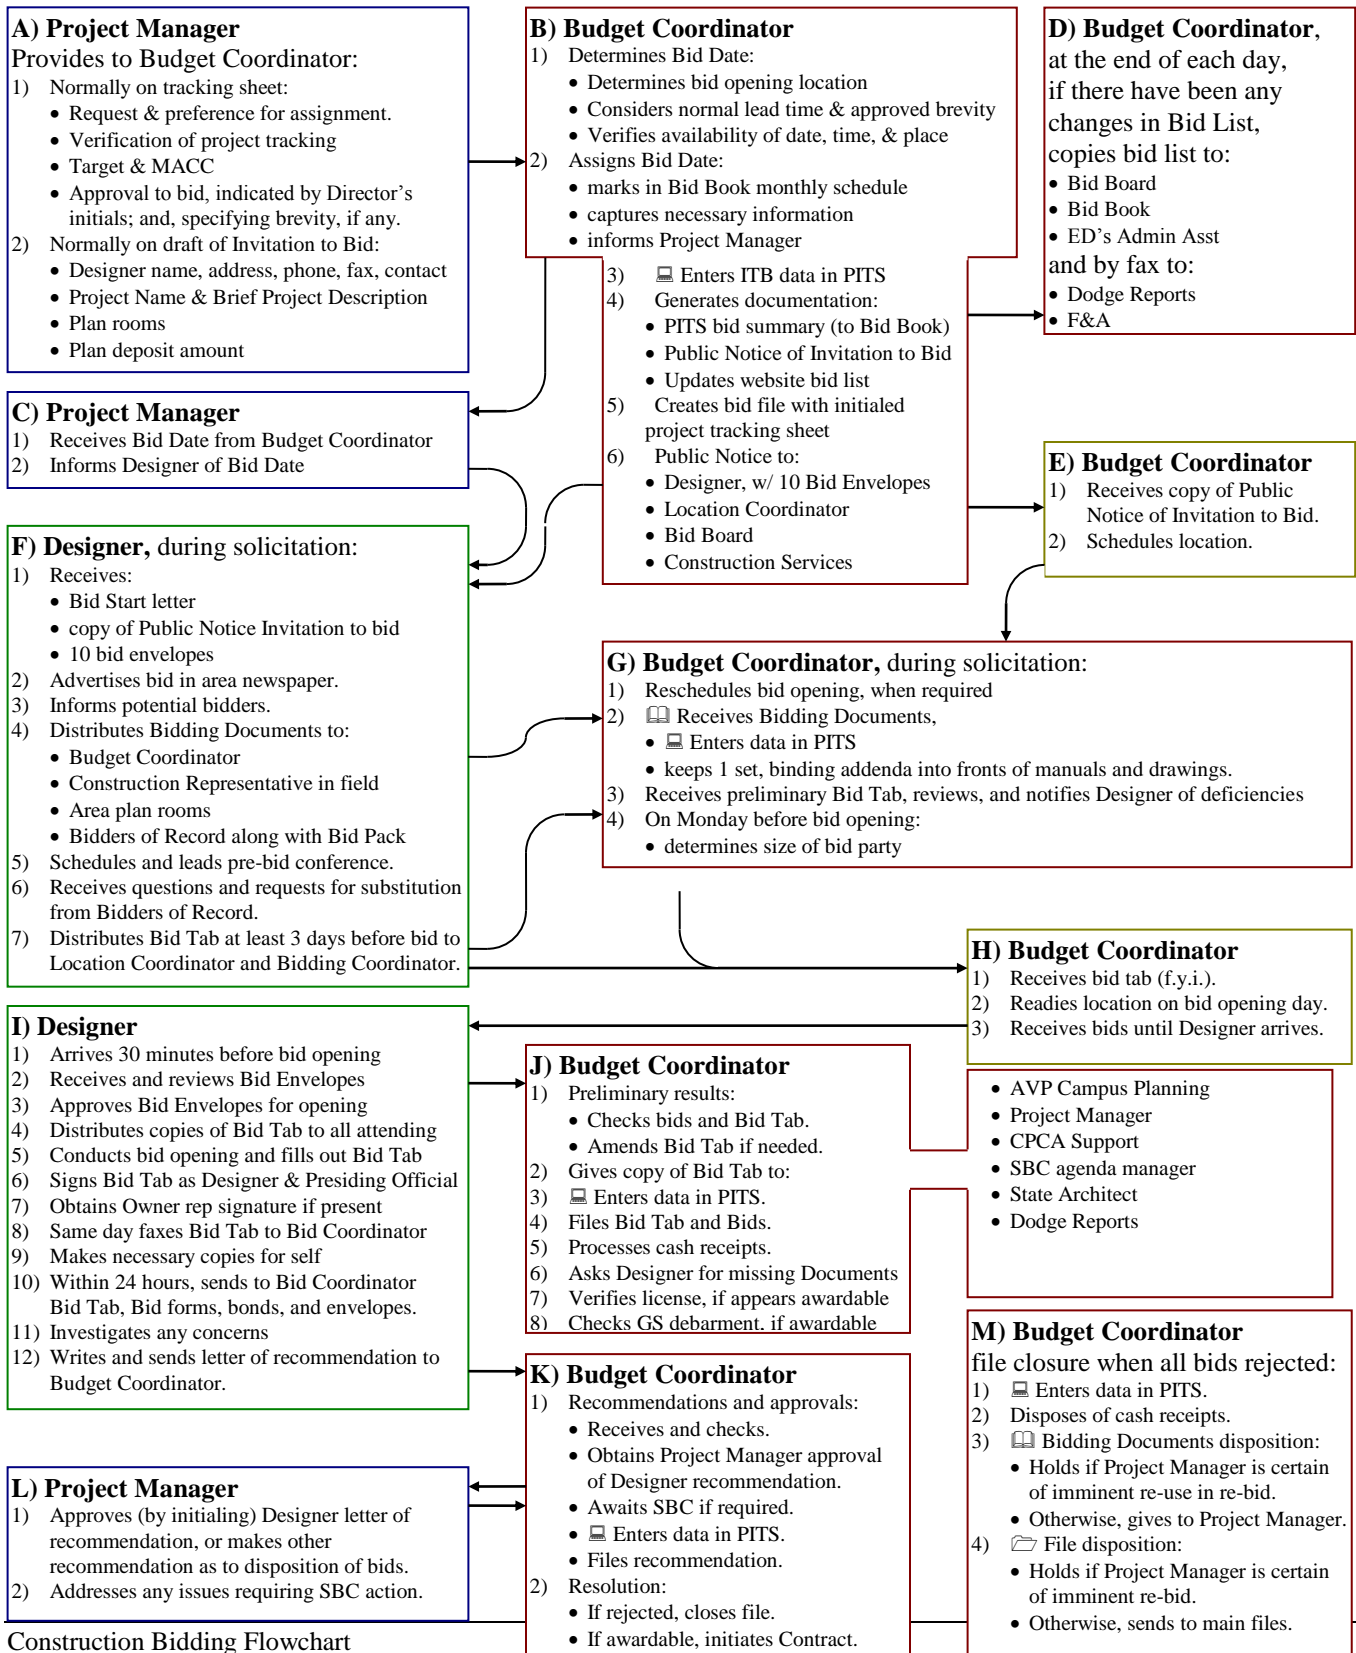 A) Project Manager
Provides to Budget Coordinator:
1) Normally on tracking sheet:
• Request & preference for assignment.
• Verification of project tracking
• Target & MACC
• Approval to bid, indicated by Director's
initials; and, specifying brevity, if any.
2) Normally on draft of Invitation to Bid:
• Designer name, address, phone, fax, contact
• Project Name & Brief Project Description
• Plan rooms
• Plan deposit amount
B) Budget Coordinator
1) Determines Bid Date:
• Determines bid opening location
• Considers normal lead time & approved brevity
• Verifies availability of date, time, & place
2) Assigns Bid Date:
• marks in Bid Book monthly schedule
• captures necessary information
• informs Project Manager
3) Enters ITB data in PITS
4) Generates documentation:
• PITS bid summary (to Bid Book)
• Public Notice of Invitation to Bid
• Updates website bid list
5) Creates bid file with initialed
project tracking sheet
6) Public Notice to:
• Designer, w/ 10 Bid Envelopes
• Location Coordinator
• Bid Board
• Construction Services
D) Budget Coordinator,
at the end of each day,
if there have been any
changes in Bid List,
copies bid list to:
• Bid Board
• Bid Book
• ED's Admin Asst
and by fax to:
• Dodge Reports
• F&A
C) Project Manager
1) Receives Bid Date from Budget Coordinator
2) Informs Designer of Bid Date
E) Budget Coordinator
1) Receives copy of Public
Notice of Invitation to Bid.
2) Schedules location.
F) Designer, during solicitation:
1) Receives:
• Bid Start letter
• copy of Public Notice Invitation to bid
• 10 bid envelopes
2) Advertises bid in area newspaper.
3) Informs potential bidders.
4) Distributes Bidding Documents to:
• Budget Coordinator
• Construction Representative in field
• Area plan rooms
• Bidders of Record along with Bid Pack
5) Schedules and leads pre-bid conference.
6) Receives questions and requests for substitution
from Bidders of Record.
7) Distributes Bid Tab at least 3 days before bid to
Location Coordinator and Bidding Coordinator.
G) Budget Coordinator, during solicitation:
1) Reschedules bid opening, when required
2) Receives Bidding Documents,
• Enters data in PITS
• keeps 1 set, binding addenda into fronts of manuals and drawings.
3) Receives preliminary Bid Tab, reviews, and notifies Designer of deficiencies
4) On Monday before bid opening:
• determines size of bid party
H) Budget Coordinator
1) Receives bid tab (f.y.i.).
2) Readies location on bid opening day.
3) Receives bids until Designer arrives.
I) Designer
1) Arrives 30 minutes before bid opening
2) Receives and reviews Bid Envelopes
3) Approves Bid Envelopes for opening
4) Distributes copies of Bid Tab to all attending
5) Conducts bid opening and fills out Bid Tab
6) Signs Bid Tab as Designer & Presiding Official
7) Obtains Owner rep signature if present
8) Same day faxes Bid Tab to Bid Coordinator
9) Makes necessary copies for self
10) Within 24 hours, sends to Bid Coordinator
Bid Tab, Bid forms, bonds, and envelopes.
11) Investigates any concerns
12) Writes and sends letter of recommendation to
Budget Coordinator.
J) Budget Coordinator
1) Preliminary results:
• Checks bids and Bid Tab.
• Amends Bid Tab if needed.
2) Gives copy of Bid Tab to:
3) Enters data in PITS.
4) Files Bid Tab and Bids.
5) Processes cash receipts.
6) Asks Designer for missing Documents
7) Verifies license, if appears awardable
8) Checks GS debarment, if awardable
• AVP Campus Planning
• Project Manager
• CPCA Support
• SBC agenda manager
• State Architect
• Dodge Reports
K) Budget Coordinator
1) Recommendations and approvals:
• Receives and checks.
• Obtains Project Manager approval
of Designer recommendation.
• Awaits SBC if required.
• Enters data in PITS.
• Files recommendation.
2) Resolution:
• If rejected, closes file.
• If awardable, initiates Contract.
M) Budget Coordinator
file closure when all bids rejected:
1) Enters data in PITS.
2) Disposes of cash receipts.
3) Bidding Documents disposition:
• Holds if Project Manager is certain
of imminent re-use in re-bid.
• Otherwise, gives to Project Manager.
4) File disposition:
• Holds if Project Manager is certain
of imminent re-bid.
• Otherwise, sends to main files.
L) Project Manager
1) Approves (by initialing) Designer letter of
recommendation, or makes other
recommendation as to disposition of bids.
2) Addresses any issues requiring SBC action.
Construction Bidding Flowchart